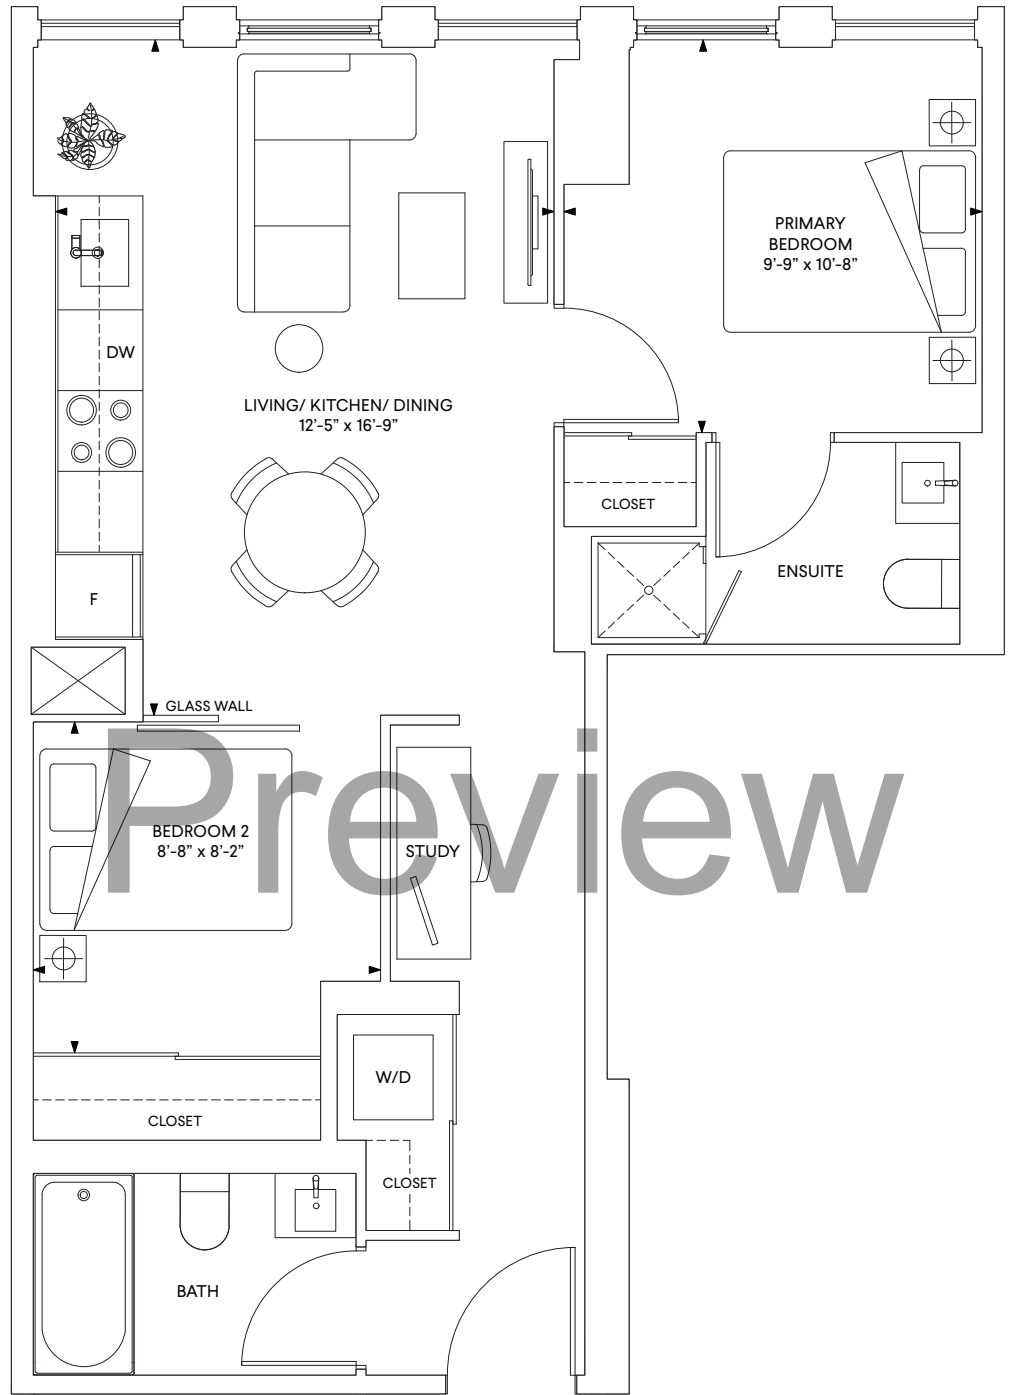 PRIMARY
BEDROOM
9’-9” x 10’-8”
DW
LIVING/ KITCHEN/ DINING
12’-5” x 16’-9”
CLOSET
ENSUITE
F
GLASS WALL
Preview
BEDROOM 2
8’-8” x 8’-2”
STUDY
W/D
CLOSET
CLOSET
BATH